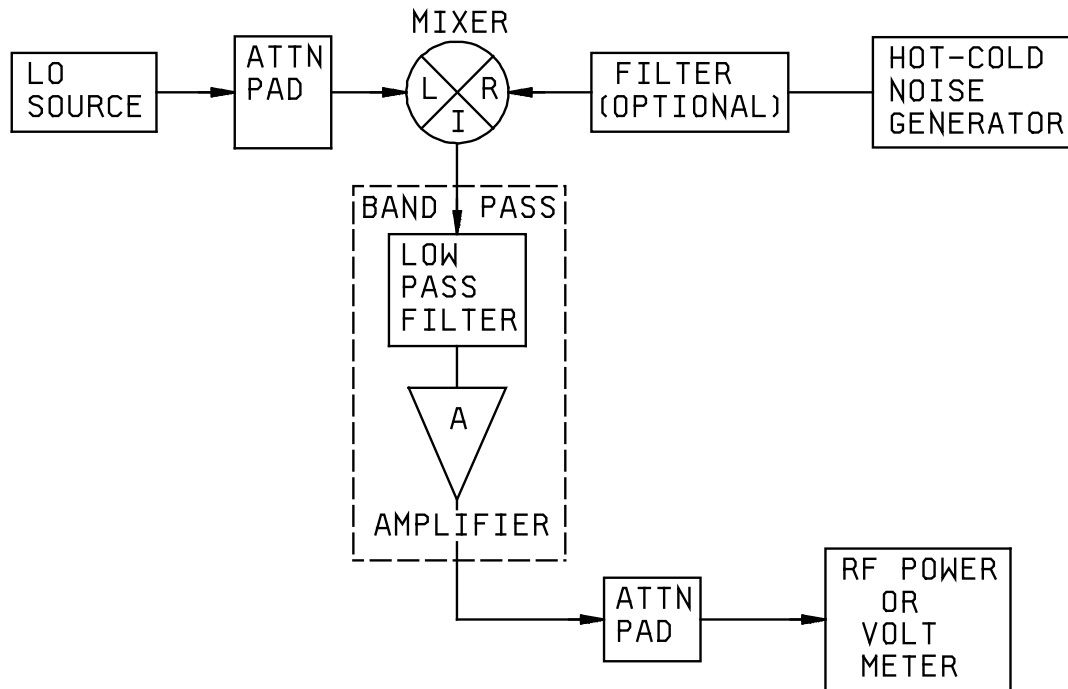 MIXER
LO
SOURCE
ATTN
PAD
L
R
I
FILTER
(OPTIONAL)
HOT-COLD
NOISE
GENERATOR
BAND PASS
LOW
PASS
FILTER
A
AMPLIFIER
ATTN
PAD
RF POWER
OR
VOLT
METER